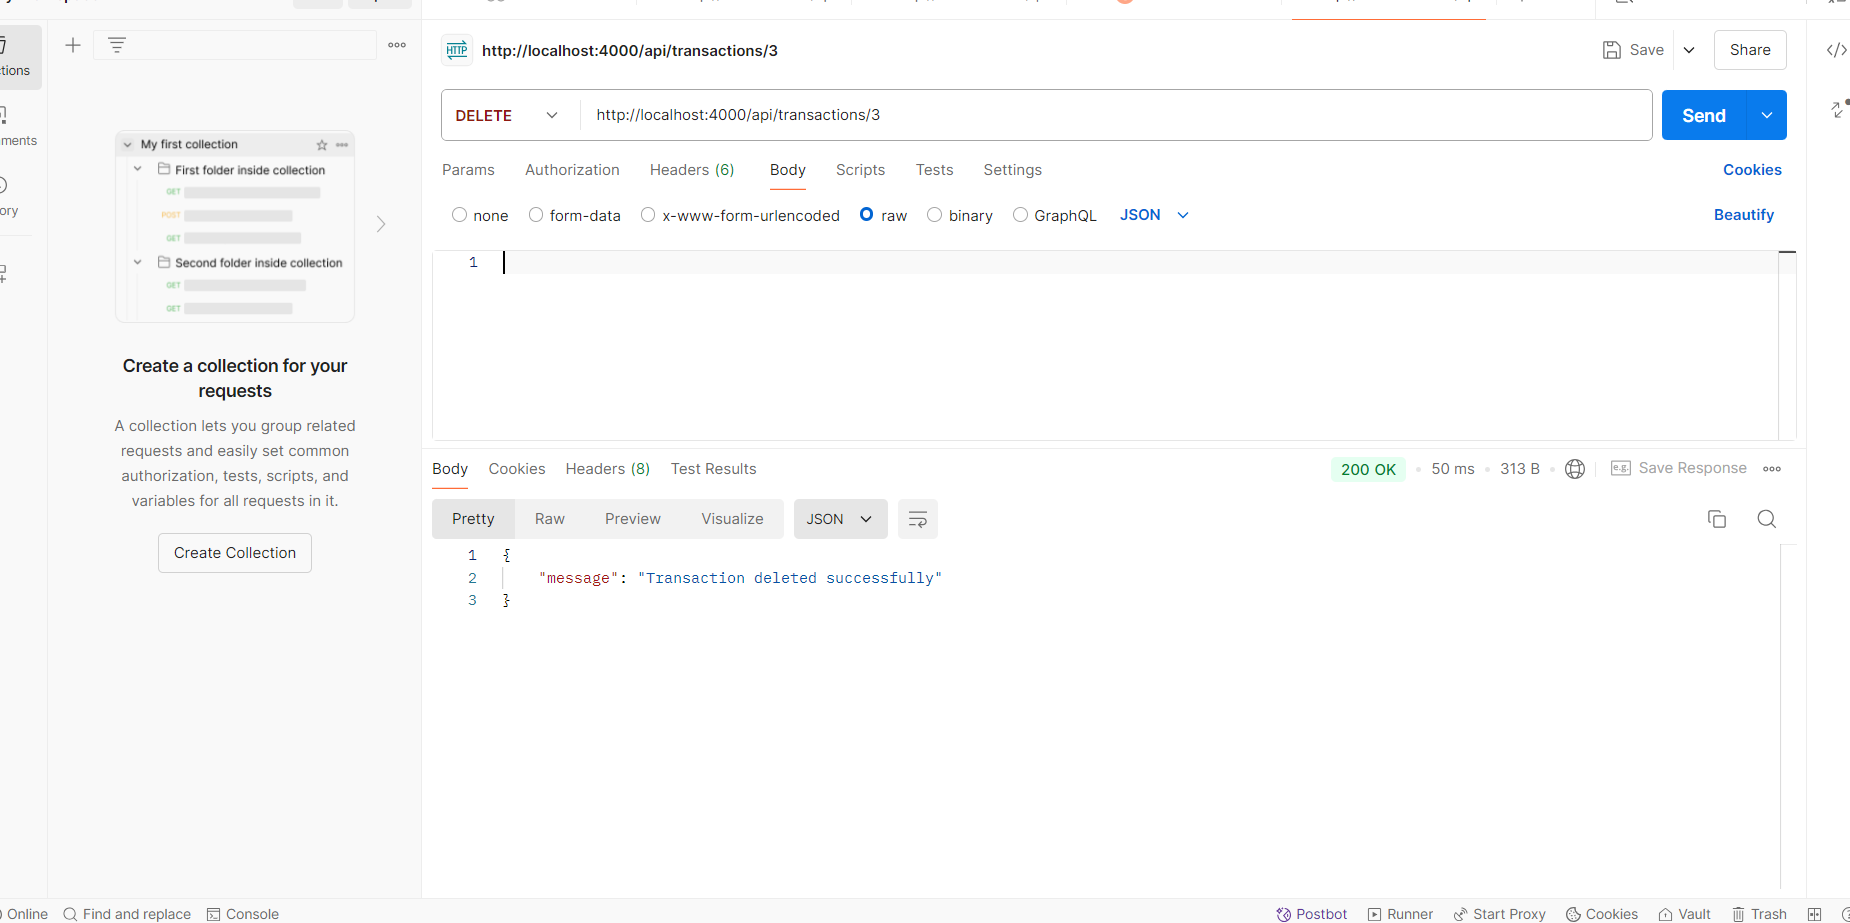 http://localhost:4000/api/transactions/3
Save
Share
DELETE
http://localhost:4000/api/transactions/3
Send
Params
Authorization
Headers (6)
Body
Scripts
Tests
Settings
Cookies
none
form-data
x-www-form-urlencoded
raw
binary
GraphQL
JSON
Beautify
1
My first collection
First folder inside collection
GET
POST
GET
Second folder inside collection
GET
GET
Create a collection for your
requests
A collection lets you group related
requests and easily set common
authorization, tests, scripts, and
variables for all requests in it.
Create Collection
Body
Cookies
Headers (8)
Test Results
200 OK
50 ms
313 B
e.g.
Save Response
Pretty
Raw
Preview
Visualize
JSON
1 {
2 "message": "Transaction deleted successfully"
3 }
Online
Find and replace
Console
Postbot
Runner
Start Proxy
Cookies
Vault
Trash